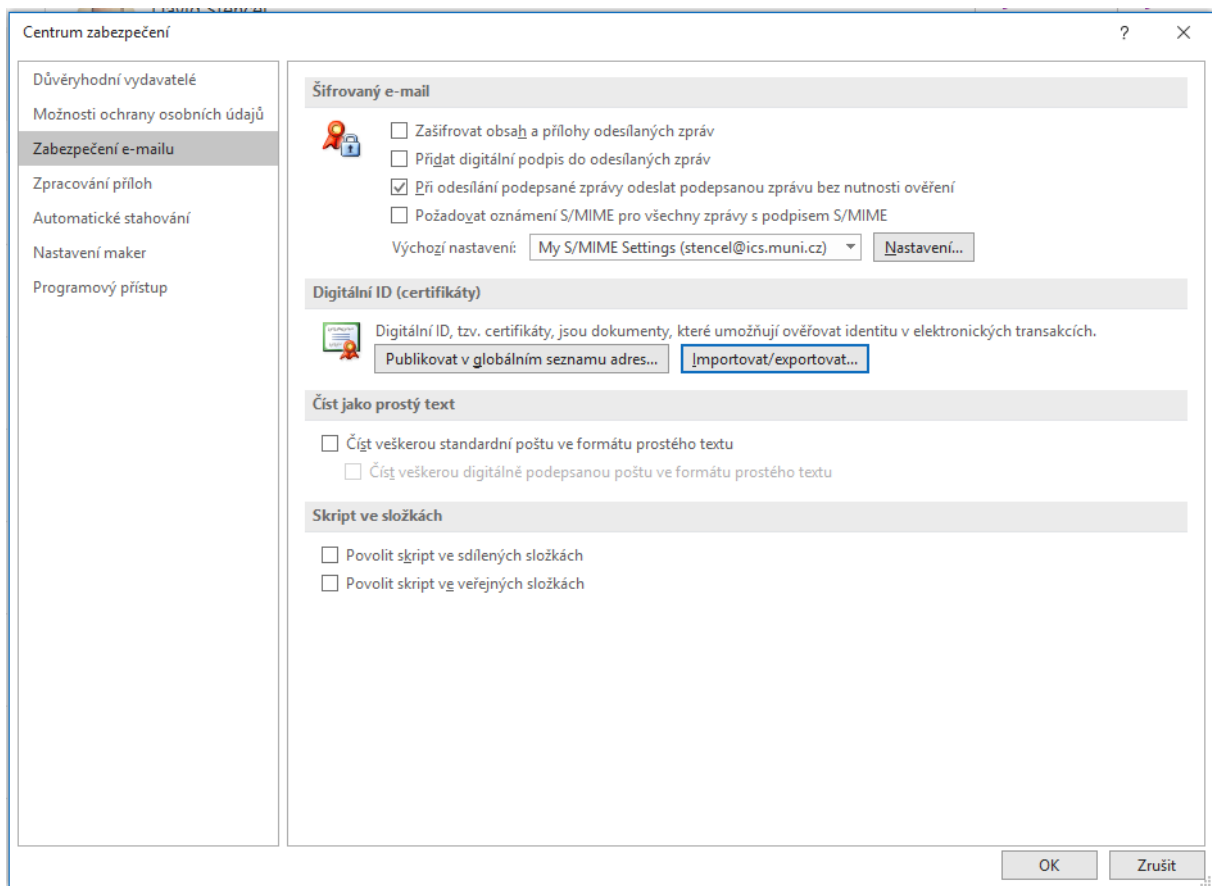 David Stencel
Centrum zabezpečení
?
Důvěryhodní vydavatelé
Možnosti ochrany osobních údajů
Zabezpečení e-mailu
Zpracování příloh
Automatické stahování
Nastavení maker
Programový přístup
Šifrovaný e-mail
Zašifrovat obsah a přílohy odesílaných zpráv
Přidat digitální podpis do odesílaných zpráv
Při odesílání podepsané zprávy odeslat podepsanou zprávu bez nutnosti ověření
Požadovat oznámení S/MIME pro všechny zprávy s podpisem S/MIME
Výchozí nastavení: My S/MIME Settings (stencel@ics.muni.cz) Nastavení...
Digitální ID (certifikáty)
Digitální ID, tzv. certifikáty, jsou dokumenty, které umožňují ověřovat identitu v elektronických transakcích.
Publikovat v globálním seznamu adres... Importovat/exportovat...
Číst jako prostý text
Číst veškerou standardní poštu ve formátu prostého textu
Číst veškerou digitálně podepsanou poštu ve formátu prostého textu
Skript ve složkách
Povolit skript ve sdílených složkách
Povolit skript ve veřejných složkách
OK Zrušit